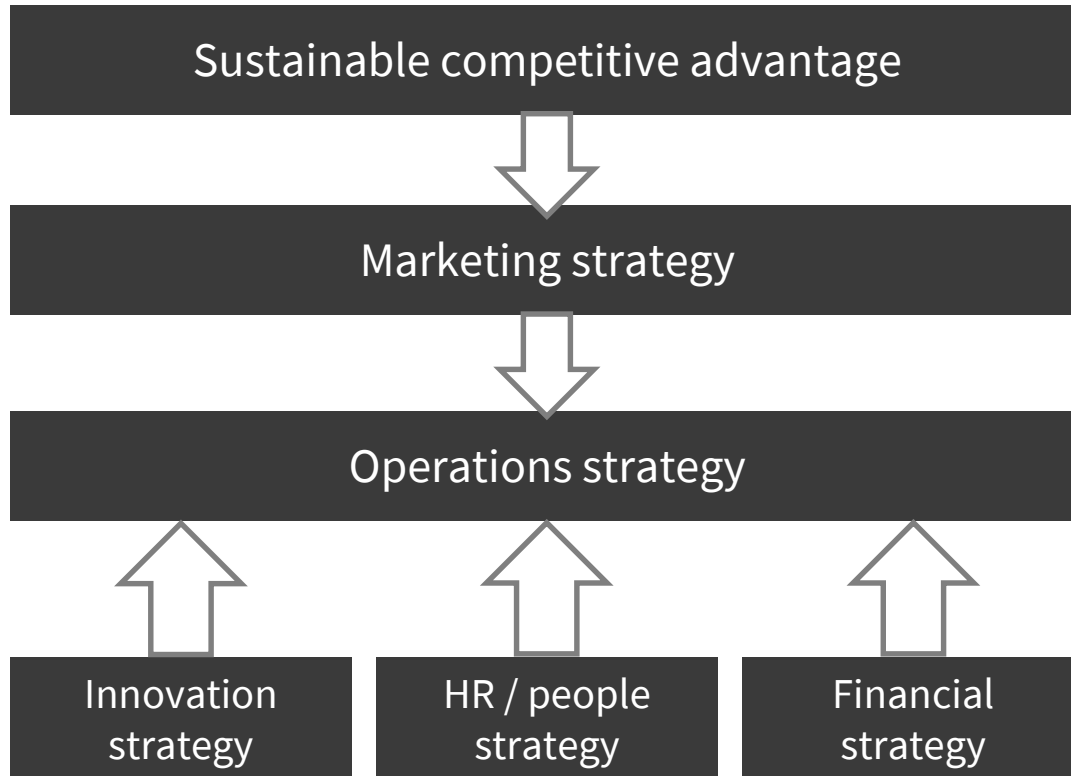 Sustainable competitive advantage
Marketing strategy
Operations strategy
Innovation
strategy
HR / people
strategy
Financial
strategy